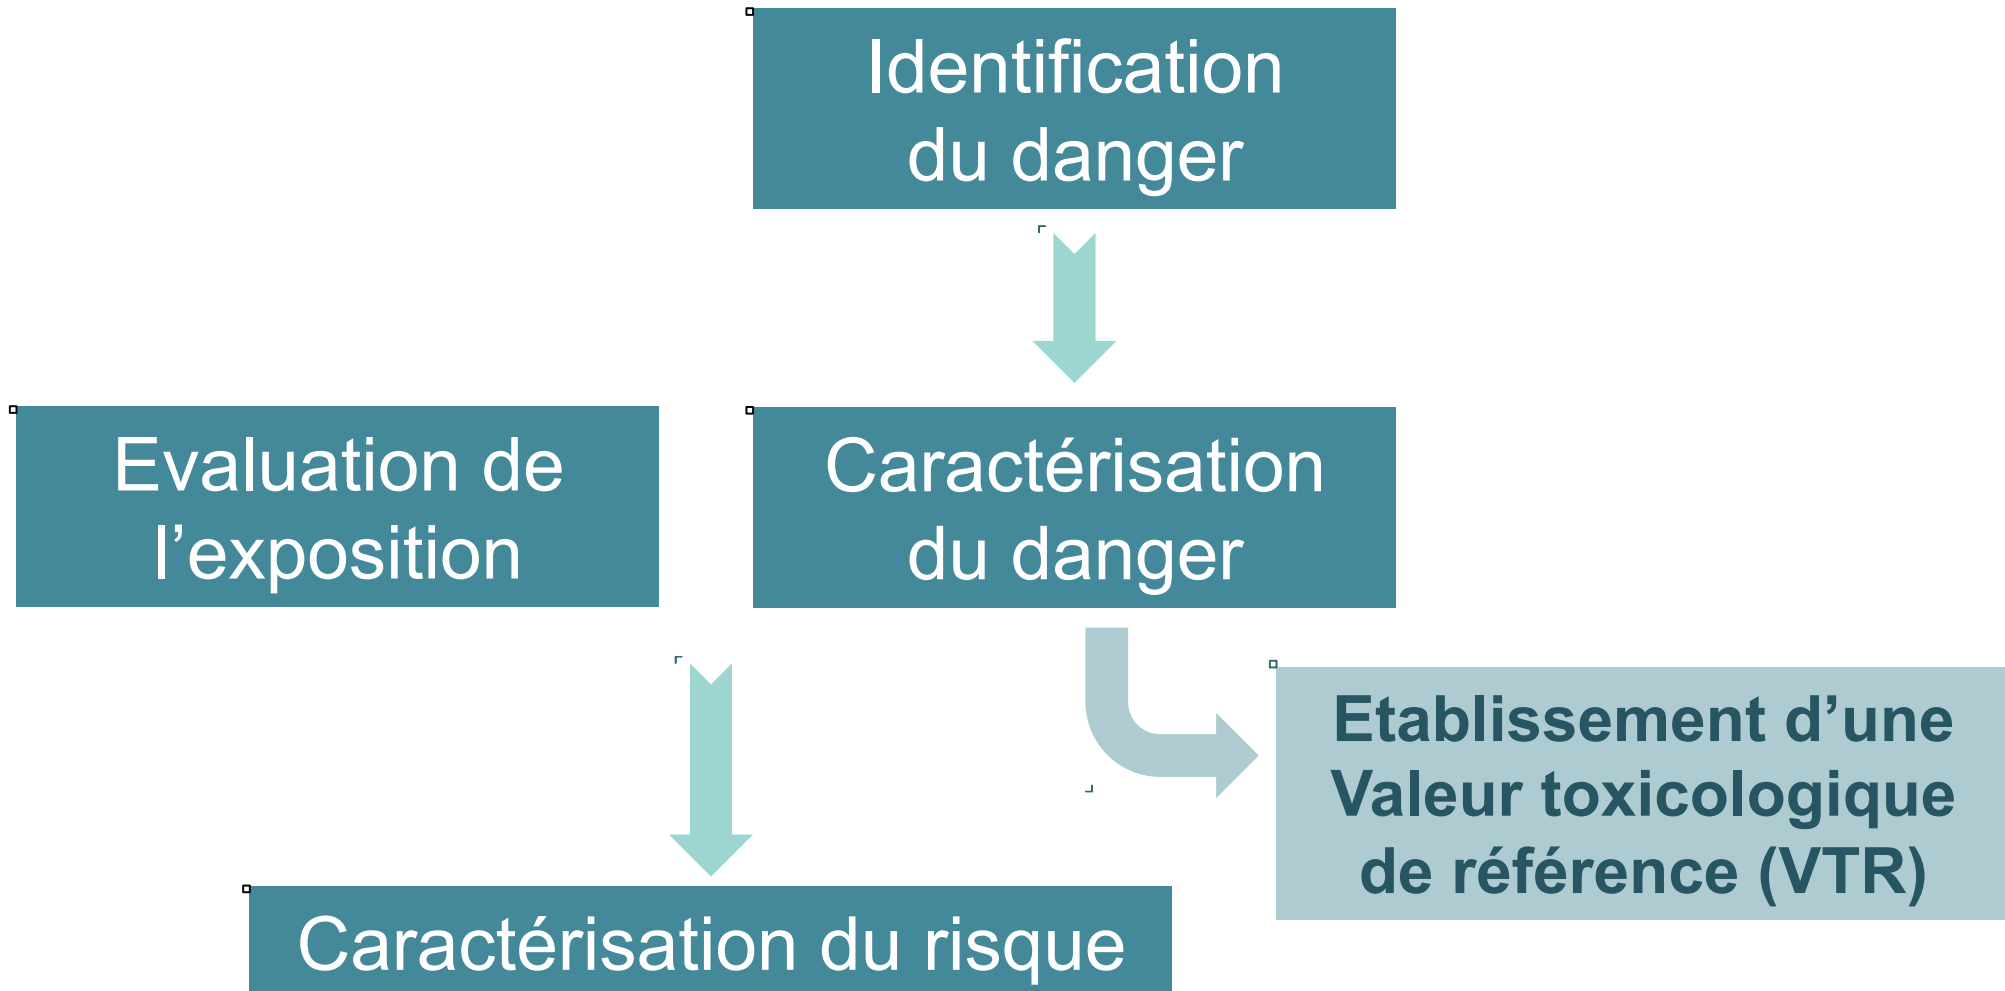 Identification
du danger
Evaluation de
l’exposition
Caractérisation
du danger
Etablissement d’une
Valeur toxicologique
de référence (VTR)
Caractérisation du risque